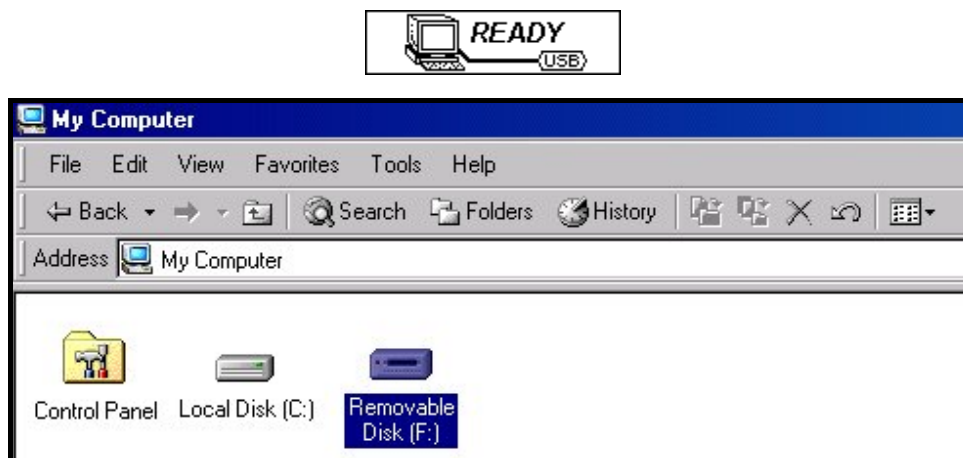 READY
USB
My Computer
File Edit View Favorites Tools Help
Back Search Folders History
Address My Computer
Control Panel Local Disk (C:) Removable
Disk (F:)